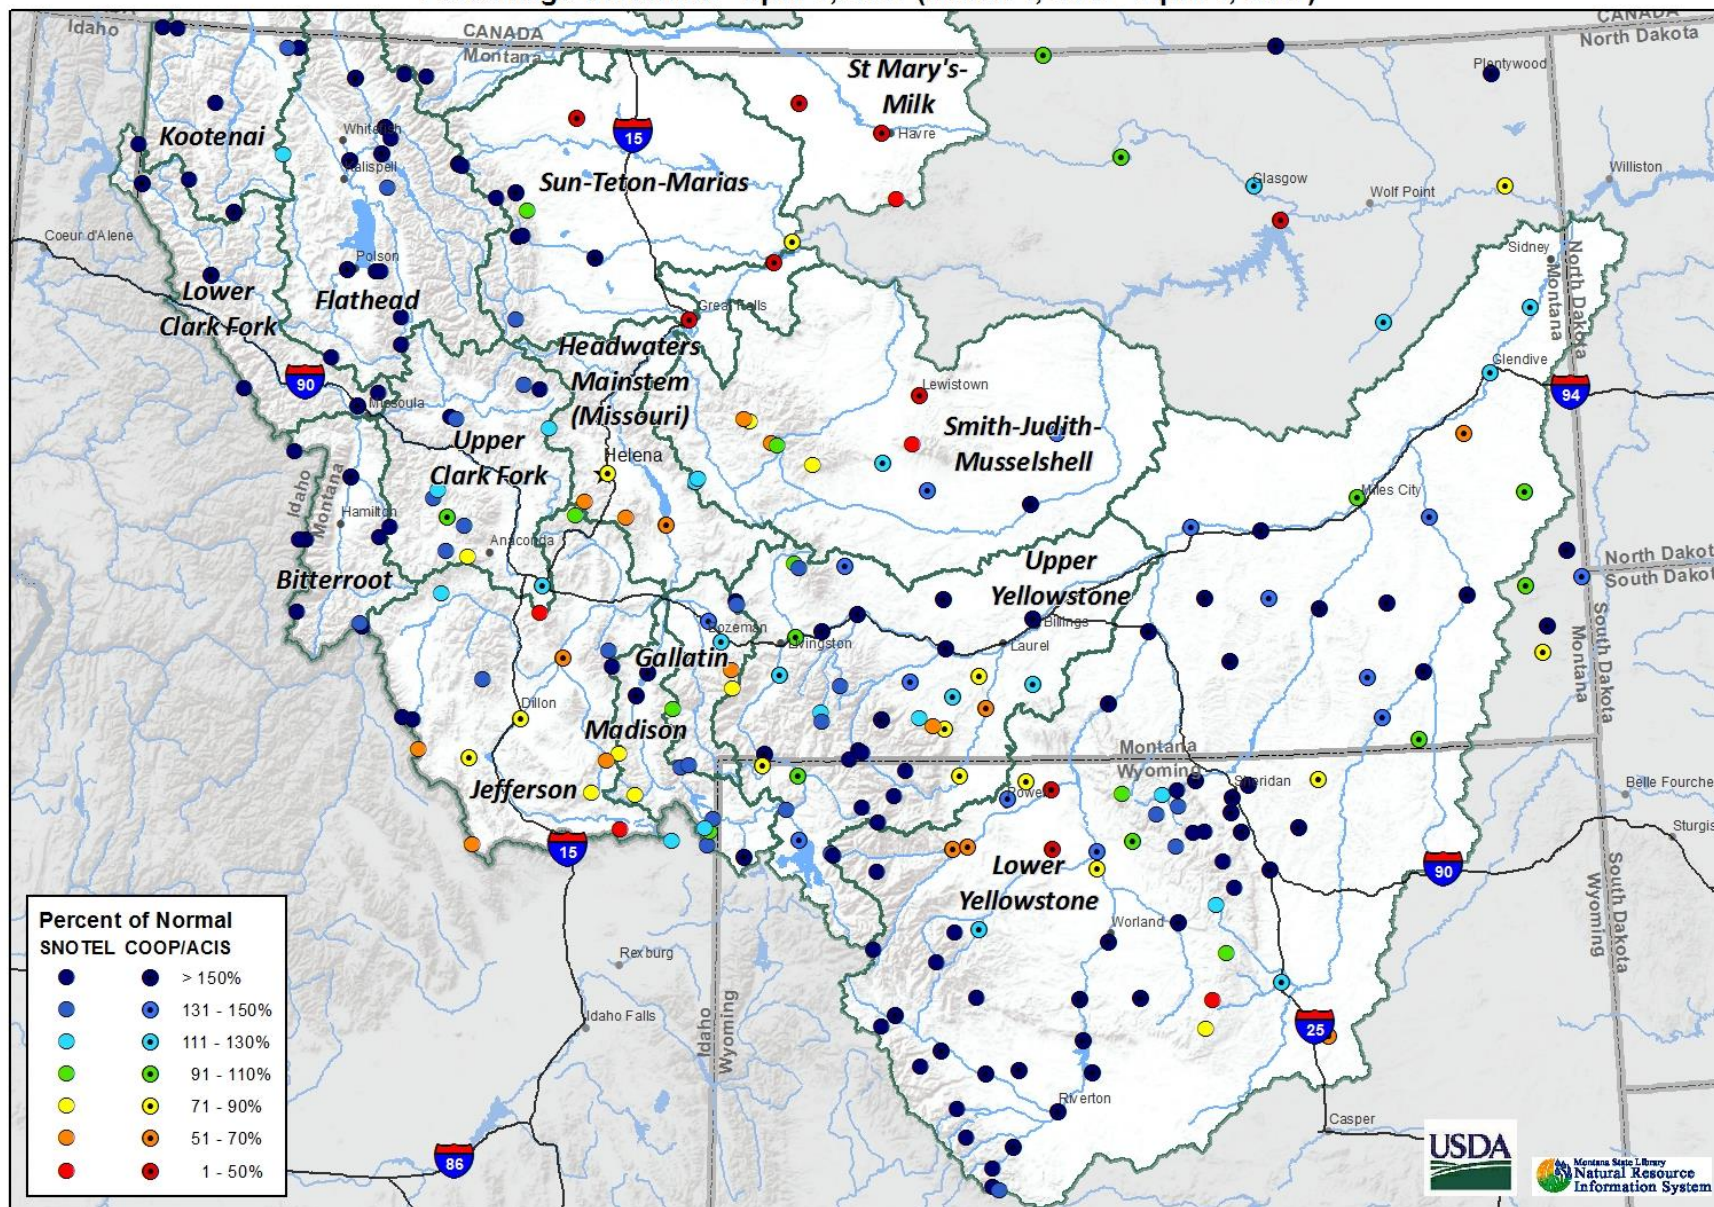 CANADA
Idaho
CANADA
Montana
North Dakota
St Mary's-
Milk
Plentywood
Kootenai
Whitefish
15
Havre
Kalispell
Sun-Teton-Marias
Glasgow
Wolf Point
Williston
Coeur d'Alene
Polson
Sidney
North Dakota
Montana
Lower
Clark Fork
Flathead
Great Falls
Headwaters
Mainstem
(Missouri)
Glendive
90
Lewistown
94
Missoula
Smith-Judith-
Musselshell
Upper
Clark Fork
Helena
Idaho
Montana
Miles City
Hamilton
Anaconda
Bitterroot
Upper
Yellowstone
North Dakota
South Dakota
Billings
Bozeman
Livingston
Laurel
Gallatin
South Dakota
Montana
Dillon
Madison
Montana
Wyoming
Jefferson
Powell
Sheridan
Belle Fourche
Sturgis
15
Lower
Yellowstone
90
South Dakota
Wyoming
Worland
Percent of Normal
SNOTEL COOP/ACIS
> 150%
131 - 150%
111 - 130%
91 - 110%
71 - 90%
51 - 70%
1 - 50%
Rexburg
Idaho Falls
Idaho
Wyoming
25
Riverton
Casper
86
USDA
Montana State Library
Natural Resource
Information System